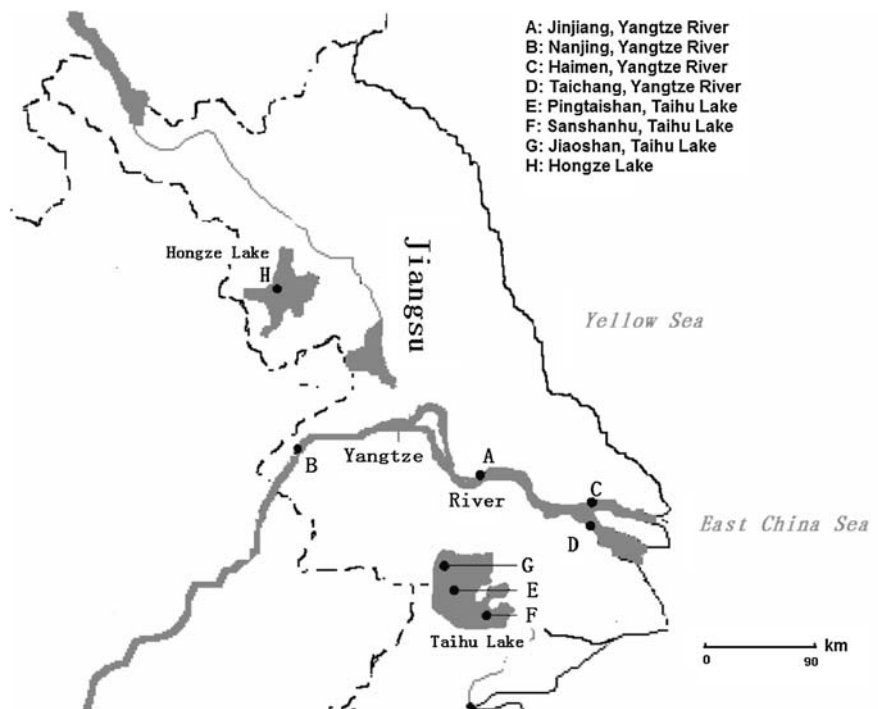 A: Jinjiang, Yangtze River
B: Nanjing, Yangtze River
C: Haimen, Yangtze River
D: Taichang, Yangtze River
E: Pingtaishan, Taihu Lake
F: Sanshanhu, Taihu Lake
G: Jiaoshan, Taihu Lake
H: Hongze Lake
Hongze Lake
H
Jiangsu
Yellow Sea
B
Yangtze
A
River
C
D
East China Sea
G
E
F
Taihu Lake
km
0 90